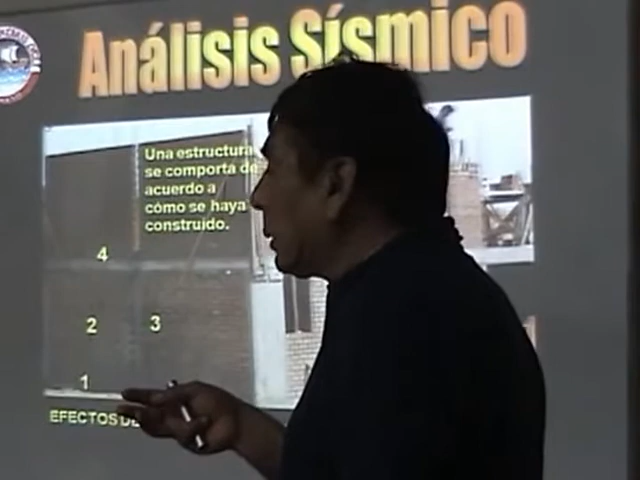 Análisis Sísmico
Una estructura
se comporta de
acuerdo a
cómo se haya
construido.
4
2 3
1
EFECTOS DE